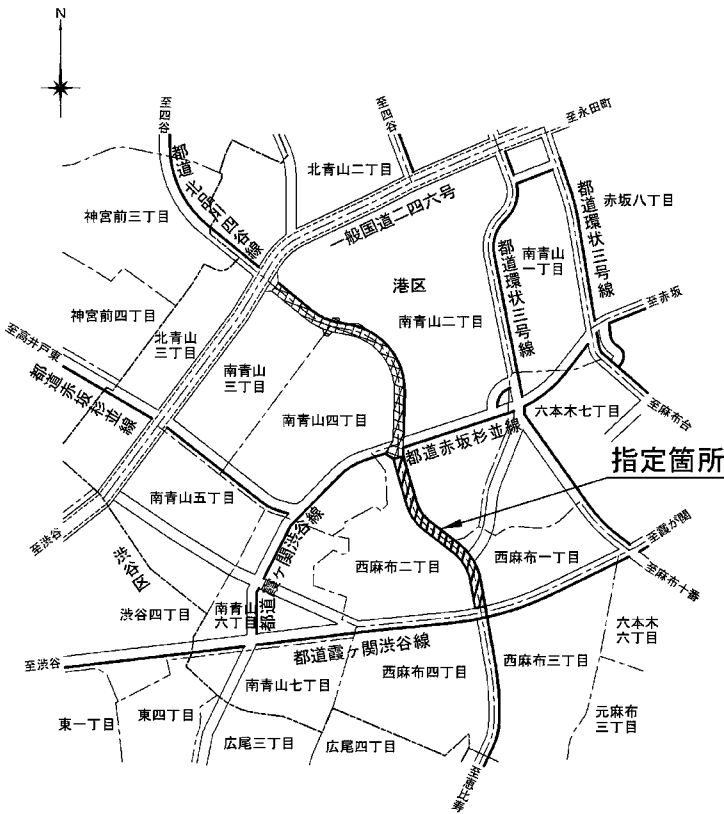 N
至四谷
至四谷
至永田町
都道北品川四谷線
北青山二丁目
一般国道二四六号
都道環状三号線
赤坂八丁目
神宮前三丁目
南青山
一丁目
都道環状三号線
港区
南青山二丁目
至赤坂
神宮前四丁目
北青山
三丁目
至高井戸東
南青山
三丁目
都道赤坂杉並線
南青山四丁目
六本木七丁目
至麻布台
都道赤坂杉並線
指定箇所
南青山五丁目
至渋谷
渋谷区
都道霞ヶ関渋谷線
西麻布二丁目
西麻布一丁目
至霞が関
至麻布十番
渋谷四丁目
南青山
六丁目
六本木
六丁目
至渋谷
都道霞ヶ関渋谷線
西麻布四丁目
西麻布三丁目
南青山七丁目
東一丁目
東四丁目
元麻布
三丁目
広尾三丁目
広尾四丁目
至恵比寿